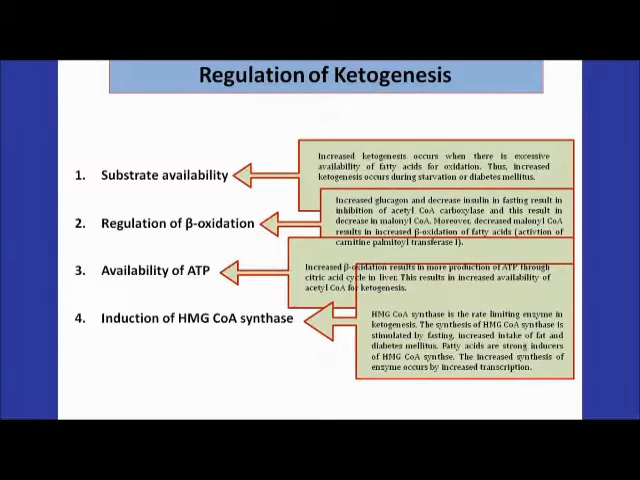 Regulation of Ketogenesis
1. Substrate availability
Increased ketogenesis occurs when there is excessive
availability of fatty acids for oxidation. Thus, increased
ketogenesis occurs during starvation or diabetes mellitus.
2. Regulation of β-oxidation
Increased glucagon and decrease insulin in fasting result in
inhibition of acetyl CoA carboxylase and this result in
decrease in malonyl CoA. Moreover, decreased malonyl CoA
results in increased β-oxidation of fatty acids (activtion of
carnitine palmitoyl transferase I).
3. Availability of ATP
Increased β-oxidation results in more production of ATP through
citric acid cycle in liver. This results in increased availability of
acetyl CoA for ketogenesis.
4. Induction of HMG CoA synthase
HMG CoA synthase is the rate limiting enzyme in
ketogenesis. The synthesis of HMG CoA synthase is
stimulated by fasting, increased intake of fat and
diabetes mellitus. Fatty acids are strong inducers
of HMG CoA synthse. The increased synthesis of
enzyme occurs by increased transcription.